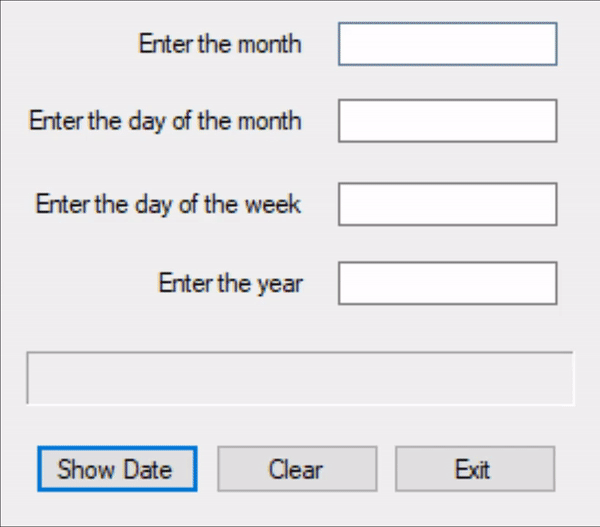 Enter the month
Enter the day of the month
Enter the day of the week
Enter the year
Show Date Clear Exit